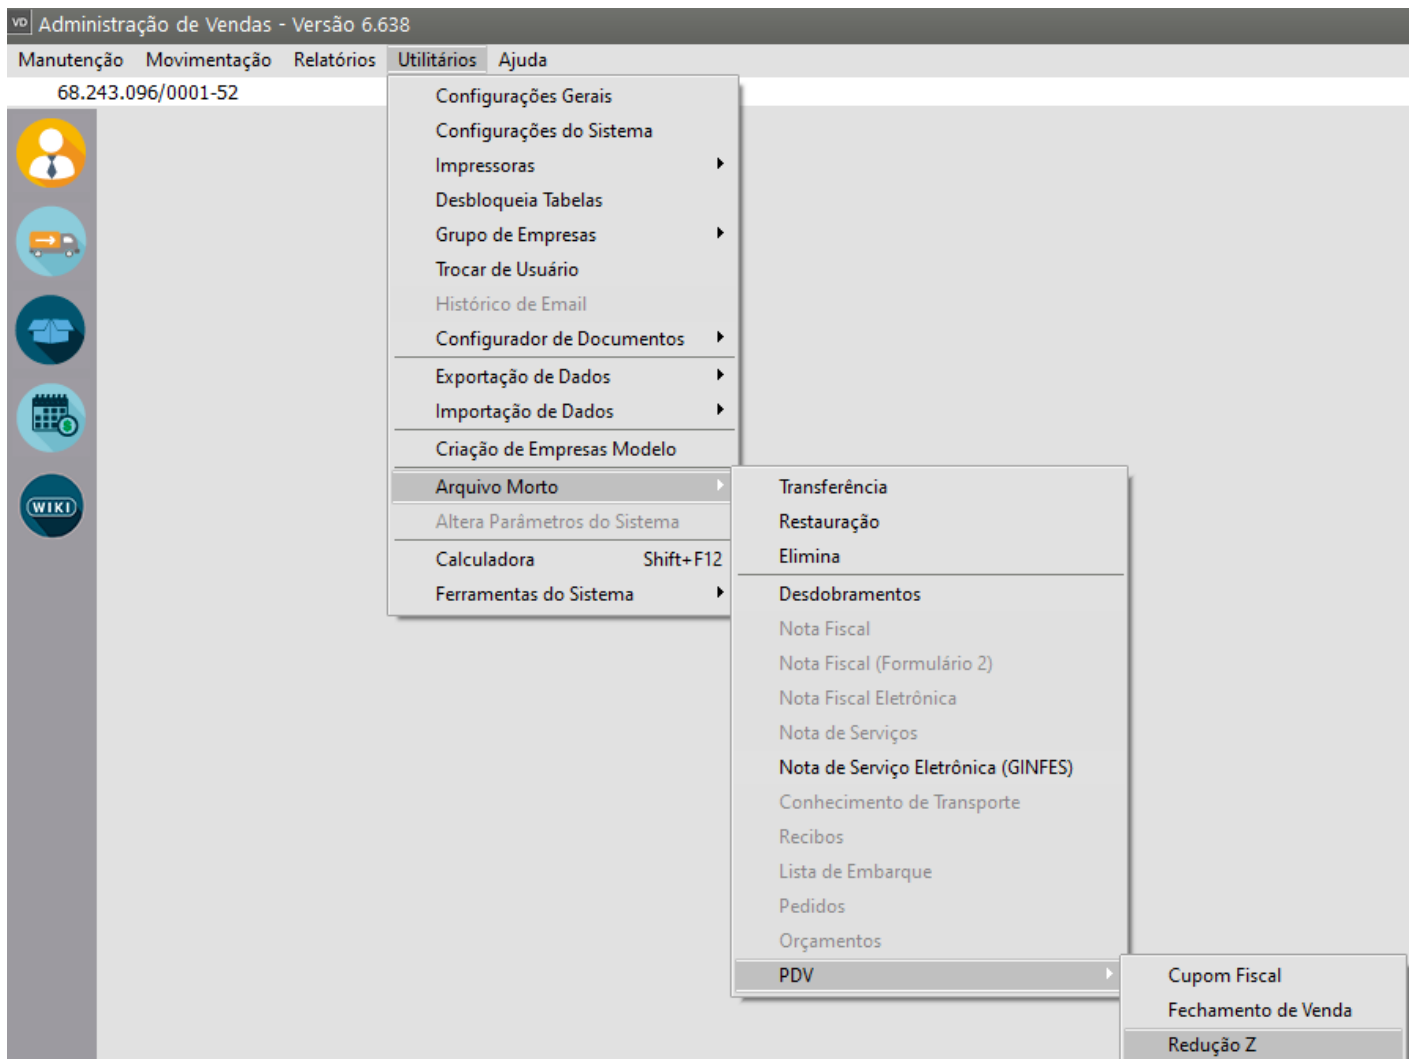 VD Administração de Vendas - Versão 6.638
Manutenção Movimentação Relatórios Utilitários Ajuda
68.243.096/0001-52
Configurações Gerais
Configurações do Sistema
Impressoras
Desbloqueia Tabelas
Grupo de Empresas
Trocar de Usuário
Histórico de Email
Configurador de Documentos
Exportação de Dados
Importação de Dados
Criação de Empresas Modelo
Arquivo Morto
Altera Parâmetros do Sistema
Calculadora Shift+F12
Ferramentas do Sistema
Transferência
Restauração
Elimina
Desdobramentos
Nota Fiscal
Nota Fiscal (Formulário 2)
Nota Fiscal Eletrônica
Nota de Serviços
Nota de Serviço Eletrônica (GINFES)
Conhecimento de Transporte
Recibos
Lista de Embarque
Pedidos
Orçamentos
PDV
Cupom Fiscal
Fechamento de Venda
Redução Z
WIKI